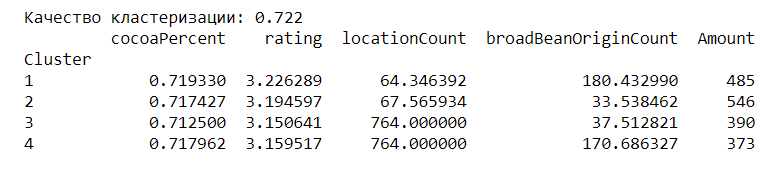 Качество кластеризации: 0.722
cocoaPercent rating locationCount broadBeanOriginCount Amount
Cluster
1 0.719330 3.226289 64.346392 180.432990 485
2 0.717427 3.194597 67.565934 33.538462 546
3 0.712500 3.150641 764.000000 37.512821 390
4 0.717962 3.159517 764.000000 170.686327 373